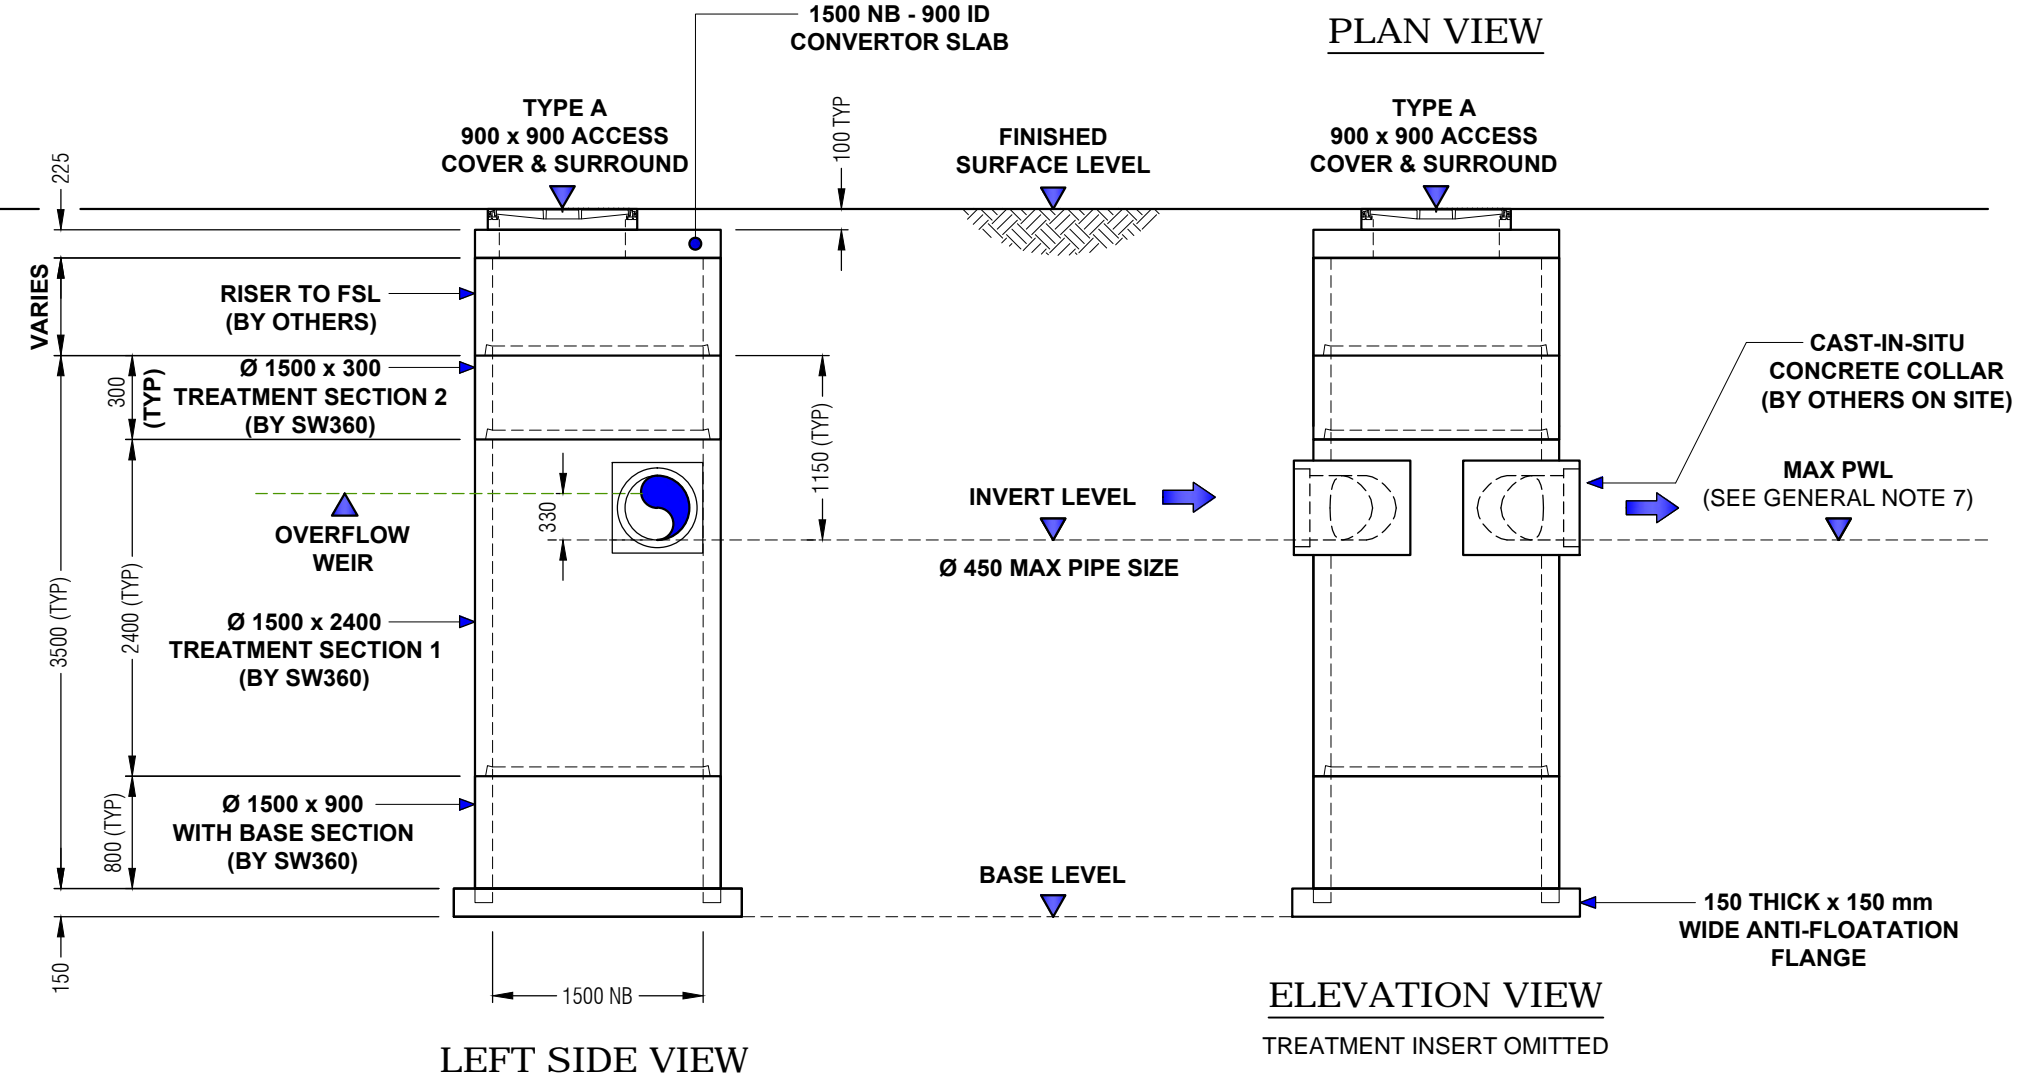 1500 NB - 900 ID
CONVERTOR SLAB
PLAN VIEW
TYPE A
900 x 900 ACCESS
COVER & SURROUND
100 TYP
FINISHED
SURFACE LEVEL
TYPE A
900 x 900 ACCESS
COVER & SURROUND
225
VARIES
RISER TO FSL
(BY OTHERS)
300
(TYP)
Ø 1500 x 300
TREATMENT SECTION 2
(BY SW360)
1150 (TYP)
CAST-IN-SITU
CONCRETE COLLAR
(BY OTHERS ON SITE)
OVERFLOW
WEIR
330
INVERT LEVEL
Ø 450 MAX PIPE SIZE
MAX PWL
(SEE GENERAL NOTE 7)
3500 (TYP)
2400 (TYP)
Ø 1500 x 2400
TREATMENT SECTION 1
(BY SW360)
800 (TYP)
Ø 1500 x 900
WITH BASE SECTION
(BY SW360)
BASE LEVEL
150 THICK x 150 mm
WIDE ANTI-FLOATATION
FLANGE
150
1500 NB
ELEVATION VIEW
TREATMENT INSERT OMITTED
LEFT SIDE VIEW